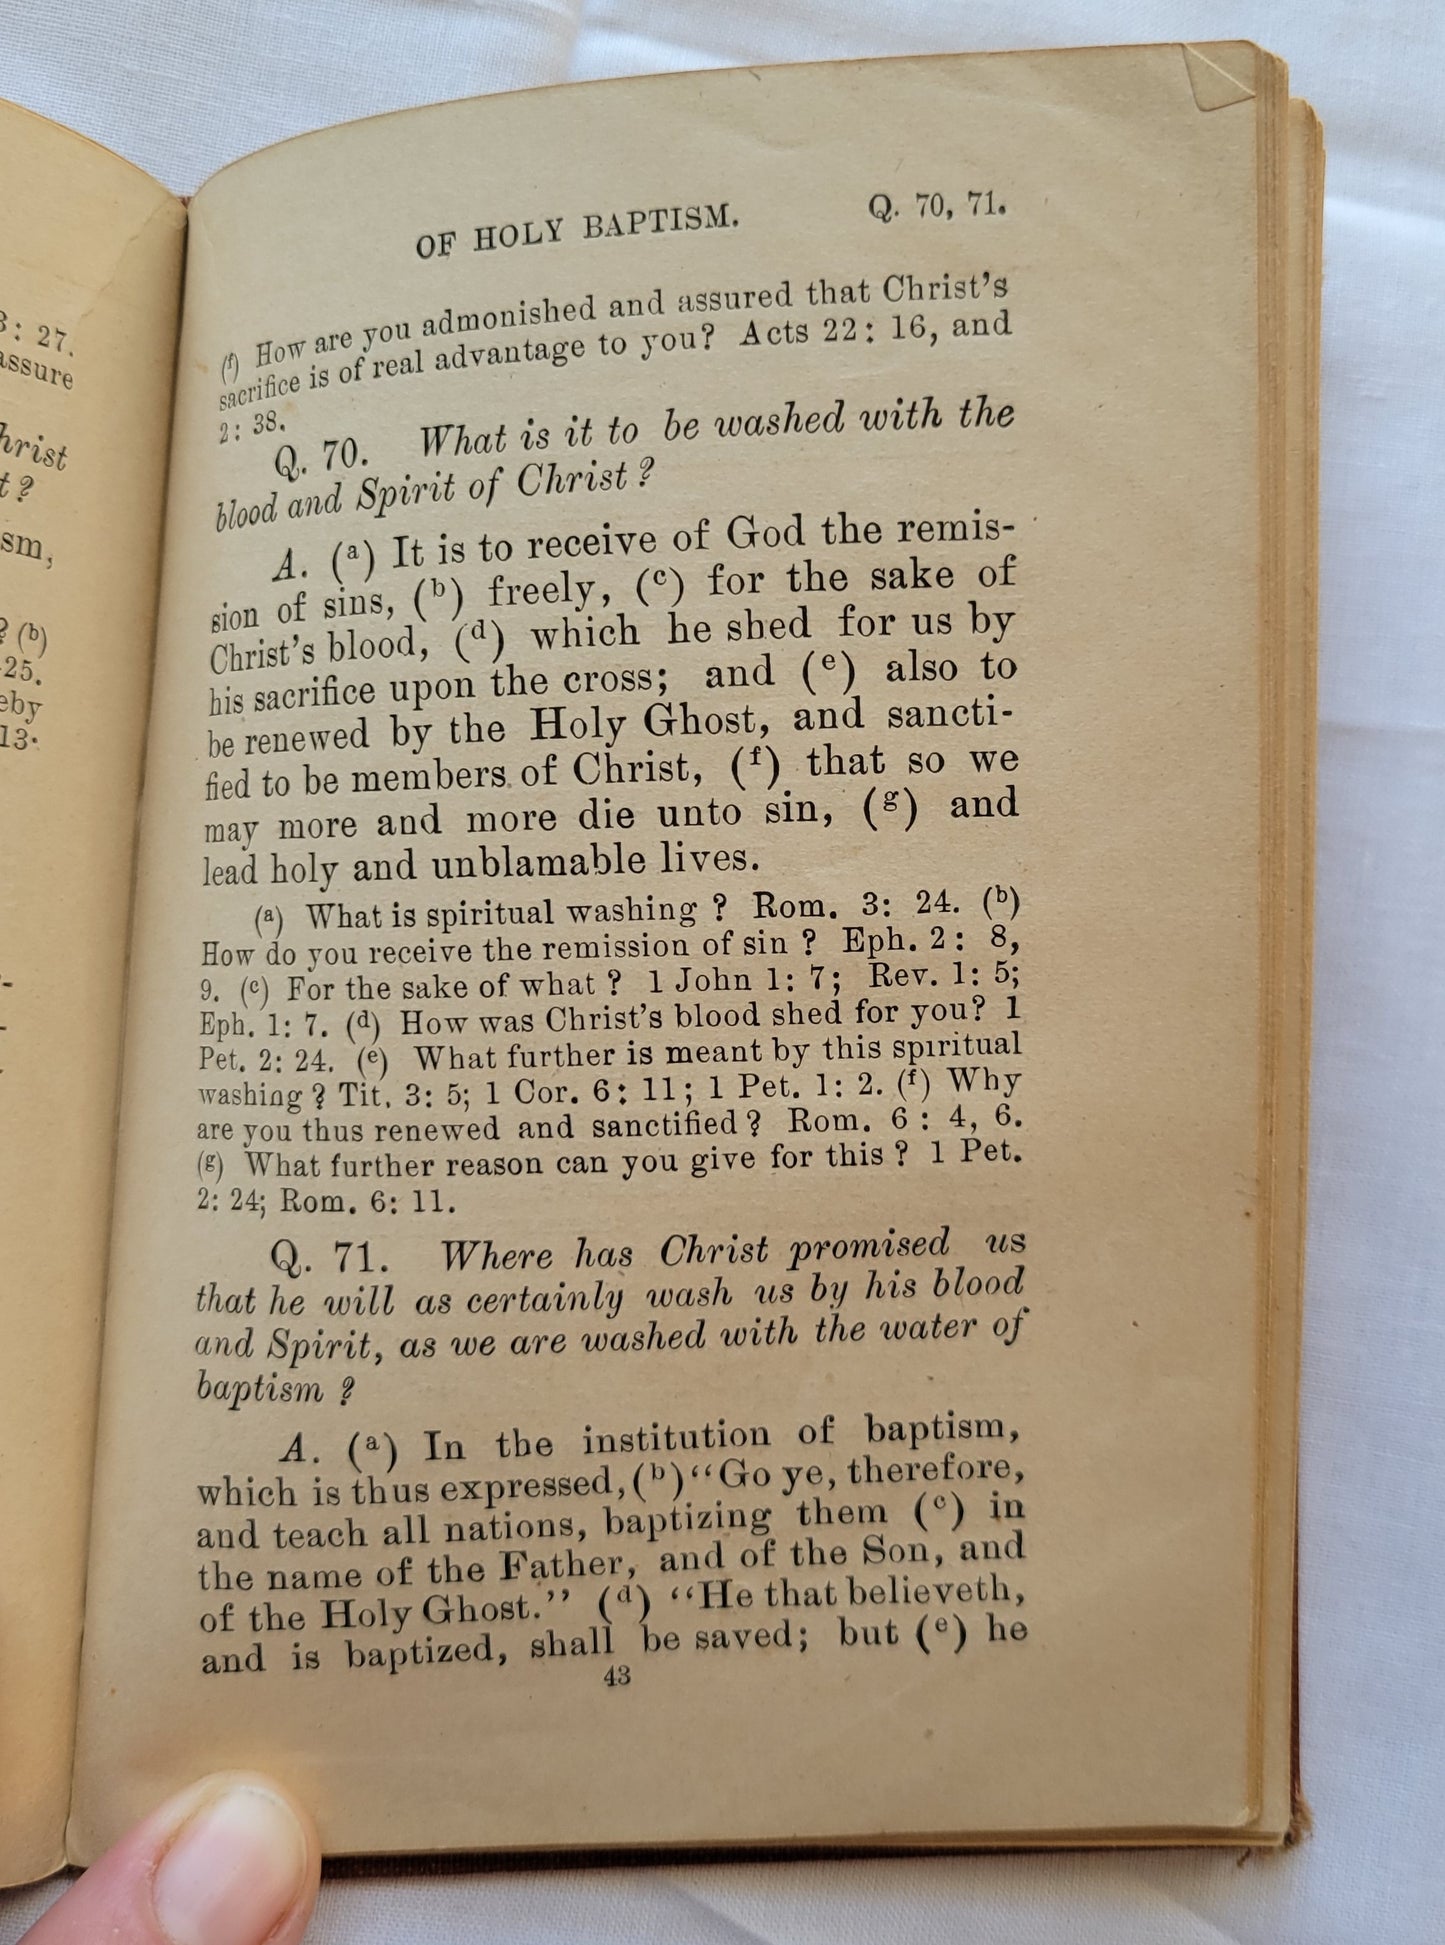 3: 27.
assure
hrist
t?
sm,
? (b)
25.
eby
13.
OF HOLY BAPTISM. Q. 70, 71.
(f) How are you admonished and assured that Christ's
sacrifice is of real advantage to you? Acts 22: 16, and
2: 38.
Q. 70. What is it to be washed with the
blood and Spirit of Christ?
A. (a) It is to receive of God the remis-
sion of sins, (b) freely, (c) for the sake of
Christ's blood, (d) which he shed for us by
his sacrifice upon the cross; and (e) also to
be renewed by the Holy Ghost, and sancti-
fied to be members of Christ, (f) that so we
may more and more die unto sin, (g) and
lead holy and unblamable lives.
(a) What is spiritual washing? Rom. 3: 24. (b)
How do you receive the remission of sin? Eph. 2: 8,
9. (c) For the sake of what? 1 John 1: 7; Rev. 1: 5;
Eph. 1: 7. (d) How was Christ's blood shed for you? 1
Pet. 2: 24. (e) What further is meant by this spiritual
washing? Tit. 3: 5; 1 Cor. 6: 11; 1 Pet. 1: 2. (f) Why
are you thus renewed and sanctified? Rom. 6: 4, 6.
(g) What further reason can you give for this? 1 Pet.
2: 24; Rom. 6: 11.
Q. 71. Where has Christ promised us
that he will as certainly wash us by his blood
and Spirit, as we are washed with the water of
baptism?
A. (a) In the institution of baptism,
which is thus expressed, (b) "Go ye, therefore,
and teach all nations, baptizing them (c) in
the name of the Father, and of the Son, and
of the Holy Ghost." (d) "He that believeth,
and is baptized, shall be saved; but (e) he
43